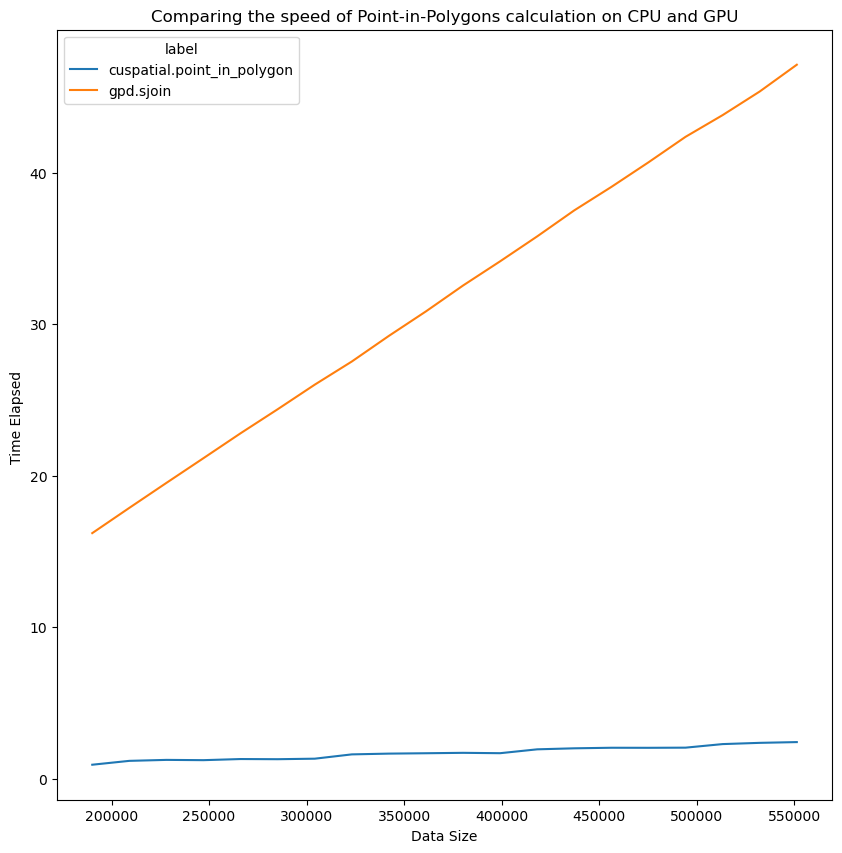 Comparing the speed of Point-in-Polygons calculation on CPU and GPU
label
cuspatial.point_in_polygon
gpd.sjoin
Time Elapsed
40
30
20
10
0
200000 250000 300000 350000 400000 450000 500000 550000
Data Size